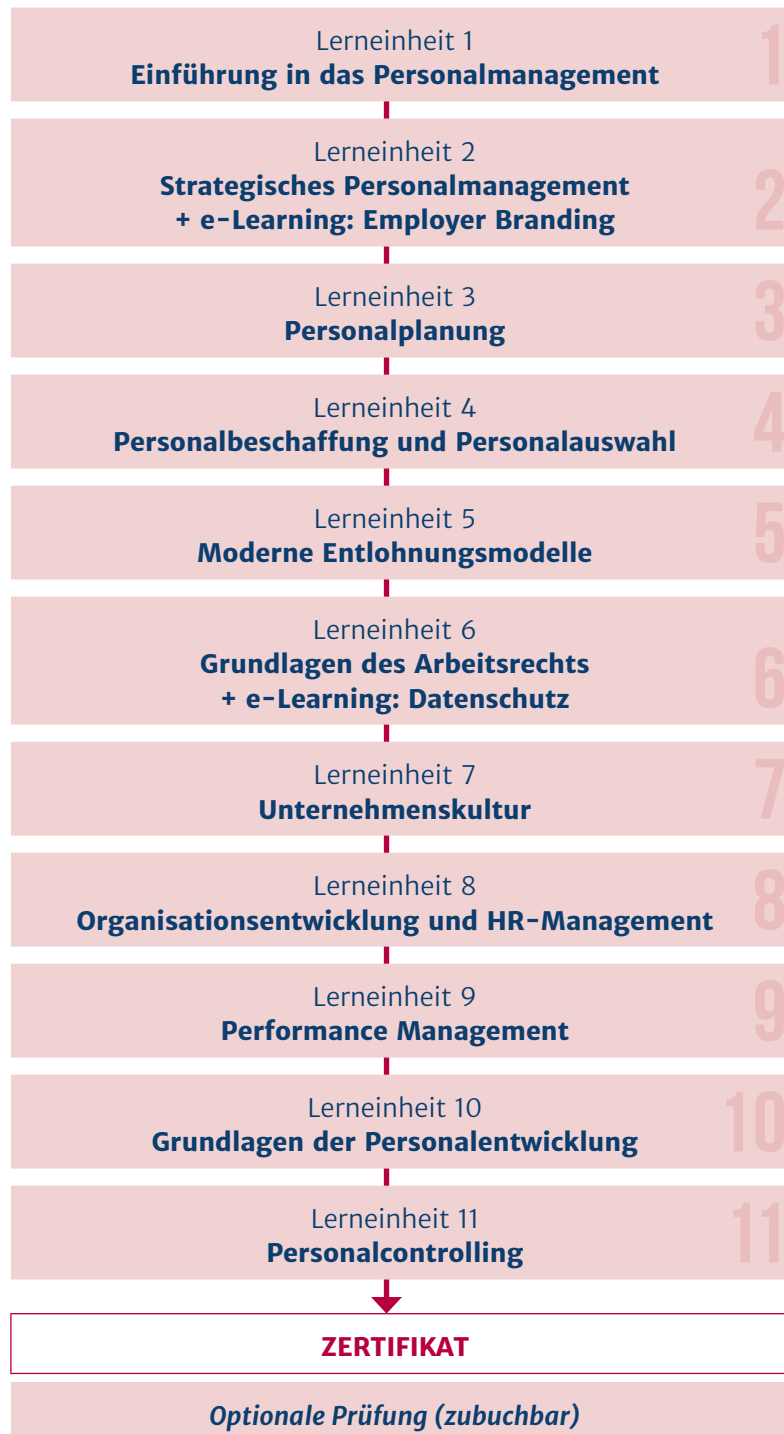 Lerneinheit 1
Einführung in das Personalmanagement
1
Lerneinheit 2
Strategisches Personalmanagement
+ e-Learning: Employer Branding
2
Lerneinheit 3
Personalplanung
3
Lerneinheit 4
Personalbeschaffung und Personalauswahl
4
Lerneinheit 5
Moderne Entlohnungsmodelle
5
Lerneinheit 6
Grundlagen des Arbeitsrechts
+ e-Learning: Datenschutz
6
Lerneinheit 7
Unternehmenskultur
7
Lerneinheit 8
Organisationsentwicklung und HR-Management
8
Lerneinheit 9
Performance Management
9
Lerneinheit 10
Grundlagen der Personalentwicklung
10
Lerneinheit 11
Personalcontrolling
11
ZERTIFIKAT
Optionale Prüfung (zubuchbar)